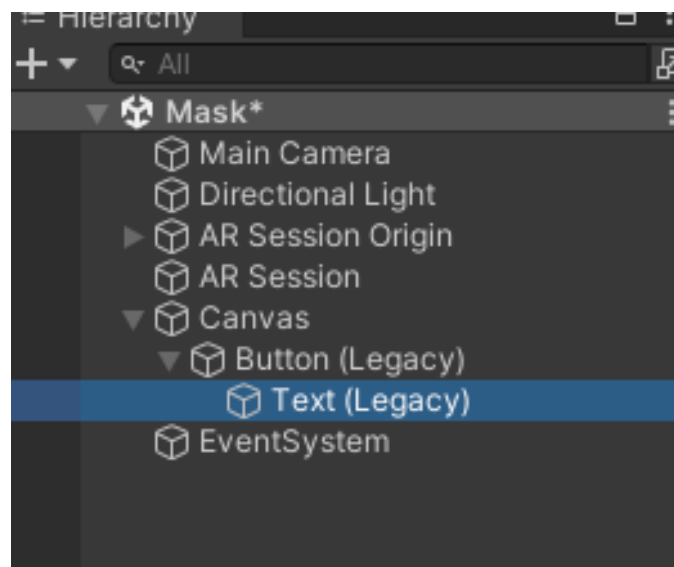 Hierarchy
All
Mask*
Main Camera
Directional Light
AR Session Origin
AR Session
Canvas
Button (Legacy)
Text (Legacy)
EventSystem